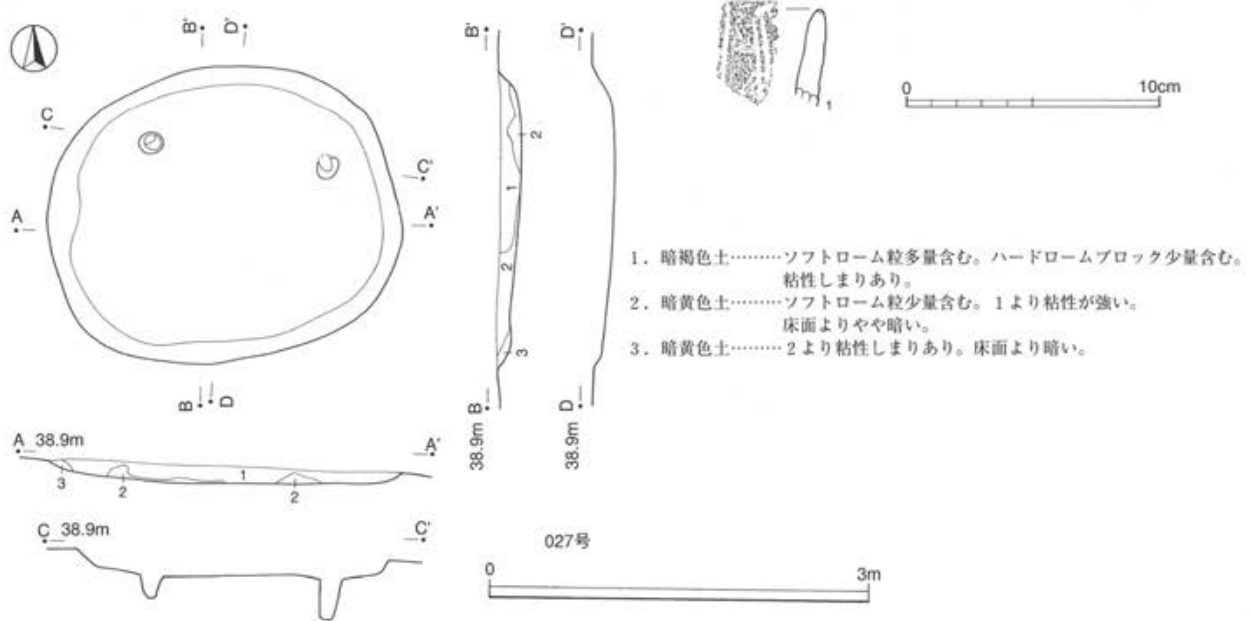 B' D'
C
C'
A
A'
B D
A 38.9m A'
3 2 1 2
C 38.9m C'
B'
2
1
2
3
38.9m B
D'
38.9m D
1
0 10cm
1．暗褐色土………ソフトローム粒多量含む。ハードロームブロック少量含む。
粘性しまりあり。
2．暗黄色土………ソフトローム粒少量含む。1より粘性が強い。
床面よりやや暗い。
3．暗黄色土………2より粘性しまりあり。床面より暗い。
027号
0 3m